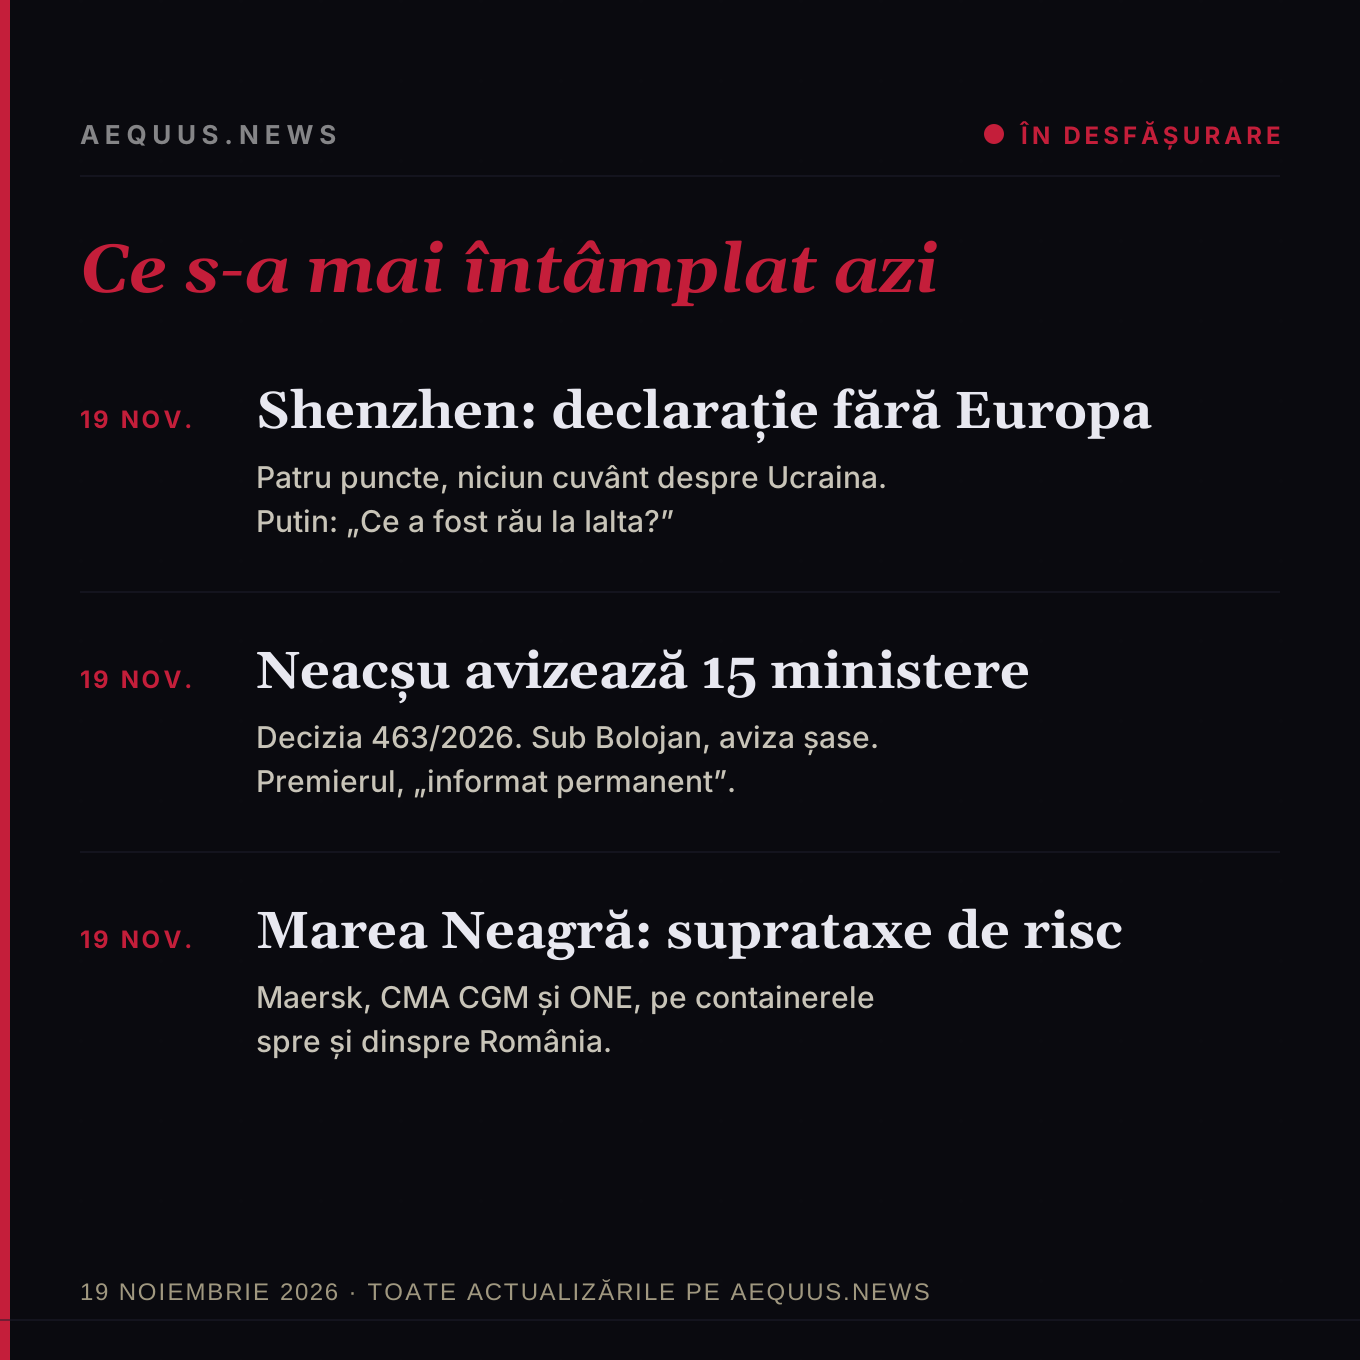 AEQUUS.NEWS
ÎN DESFĂȘURARE
Ce s-a mai întâmplat azi
19 NOV.
Shenzhen: declarație fără Europa
Patru puncte, niciun cuvânt despre Ucraina.
Putin: „Ce a fost rău la Ialta?”
19 NOV.
Neacșu avizează 15 ministere
Decizia 463/2026. Sub Bolojan, aviza șase.
Premierul, „informat permanent”.
19 NOV.
Marea Neagră: suprataxe de risc
Maersk, CMA CGM și ONE, pe containerele
spre și dinspre România.
19 NOIEMBRIE 2026 · TOATE ACTUALIZĂRILE PE AEQUUS.NEWS